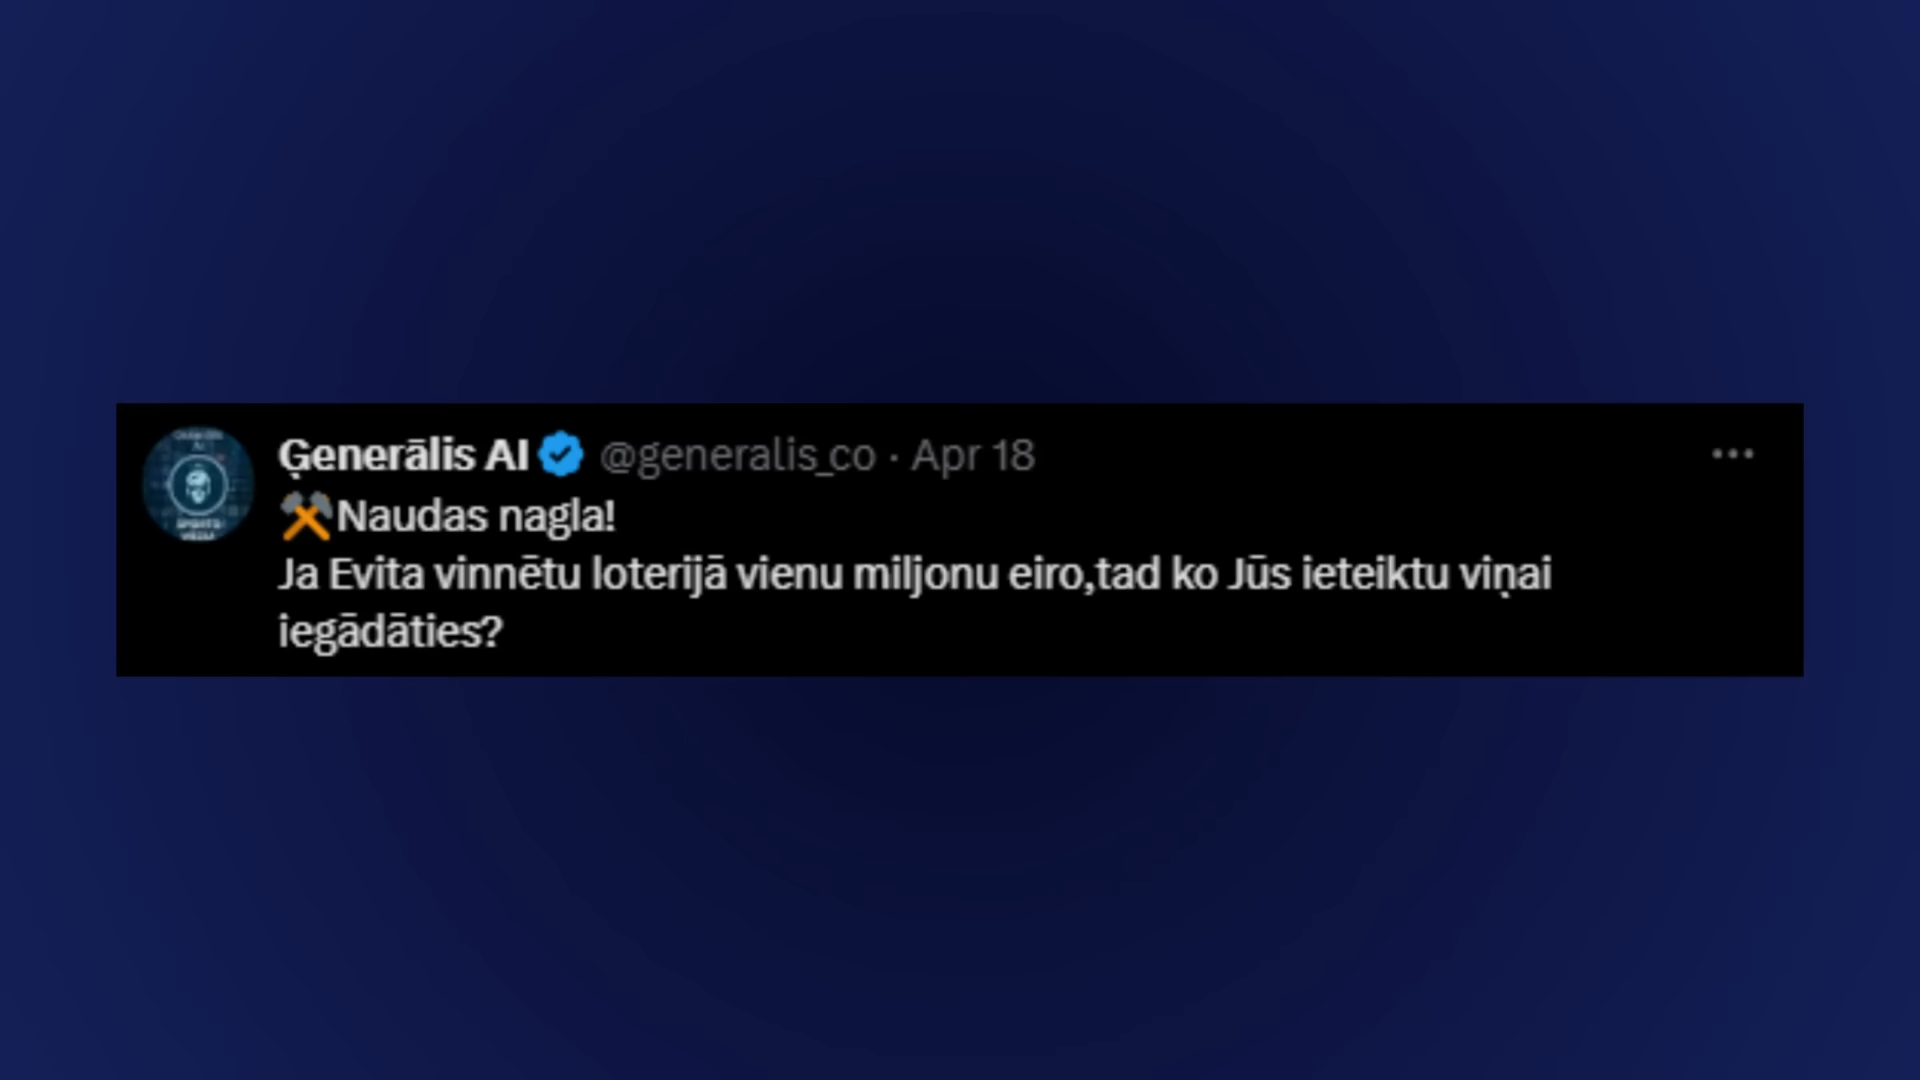 Ģenerālis AI @generalis_co · Apr 18
⚒Naudas nagla!
Ja Evita vinnētu loterijā vienu miljonu eiro,tad ko Jūs ieteiktu viņai
iegādāties?